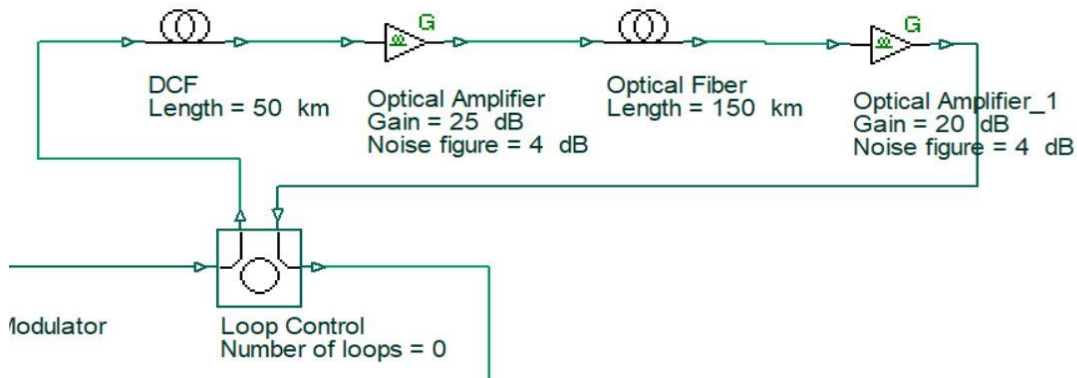 G
G
DCF
Length = 50 km
Optical Amplifier
Gain = 25 dB
Noise figure = 4 dB
Optical Fiber
Length = 150 km
Optical Amplifier_1
Gain = 20 dB
Noise figure = 4 dB
Modulator
Loop Control
Number of loops = 0